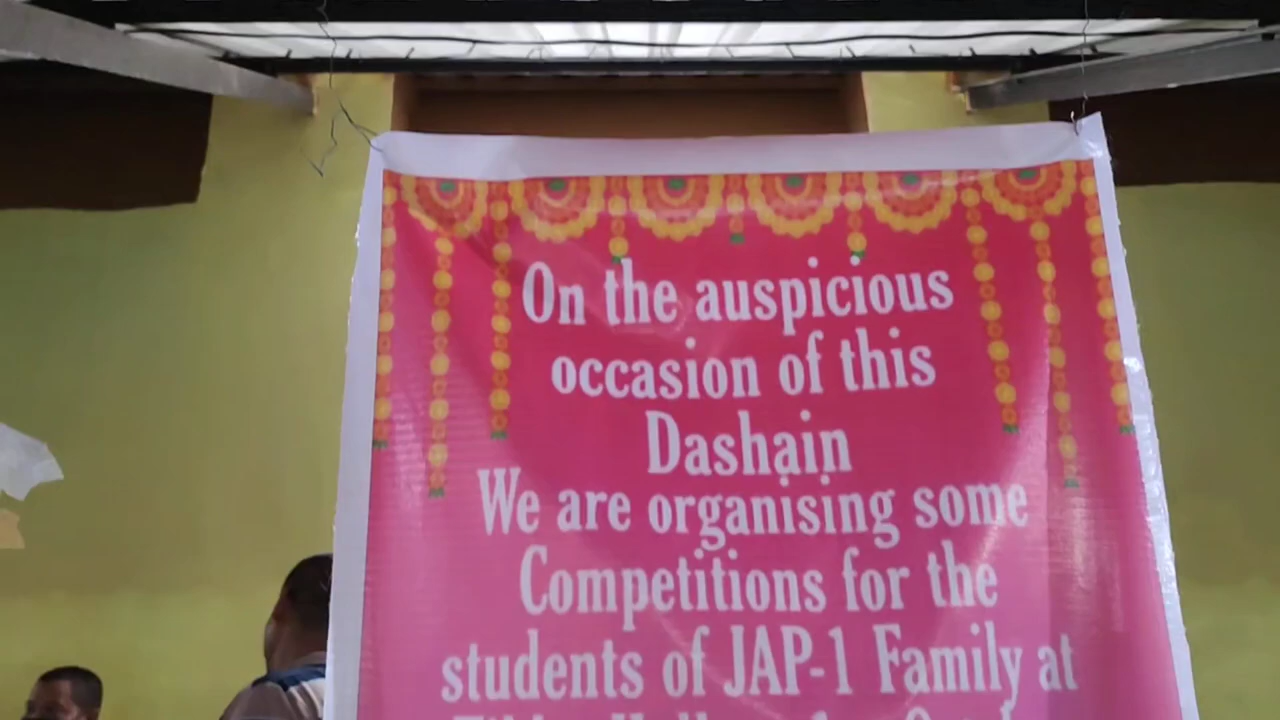 On the auspicious
occasion of this
Dashain
We are organising some
Competitions for the
students of JAP-1 Family at